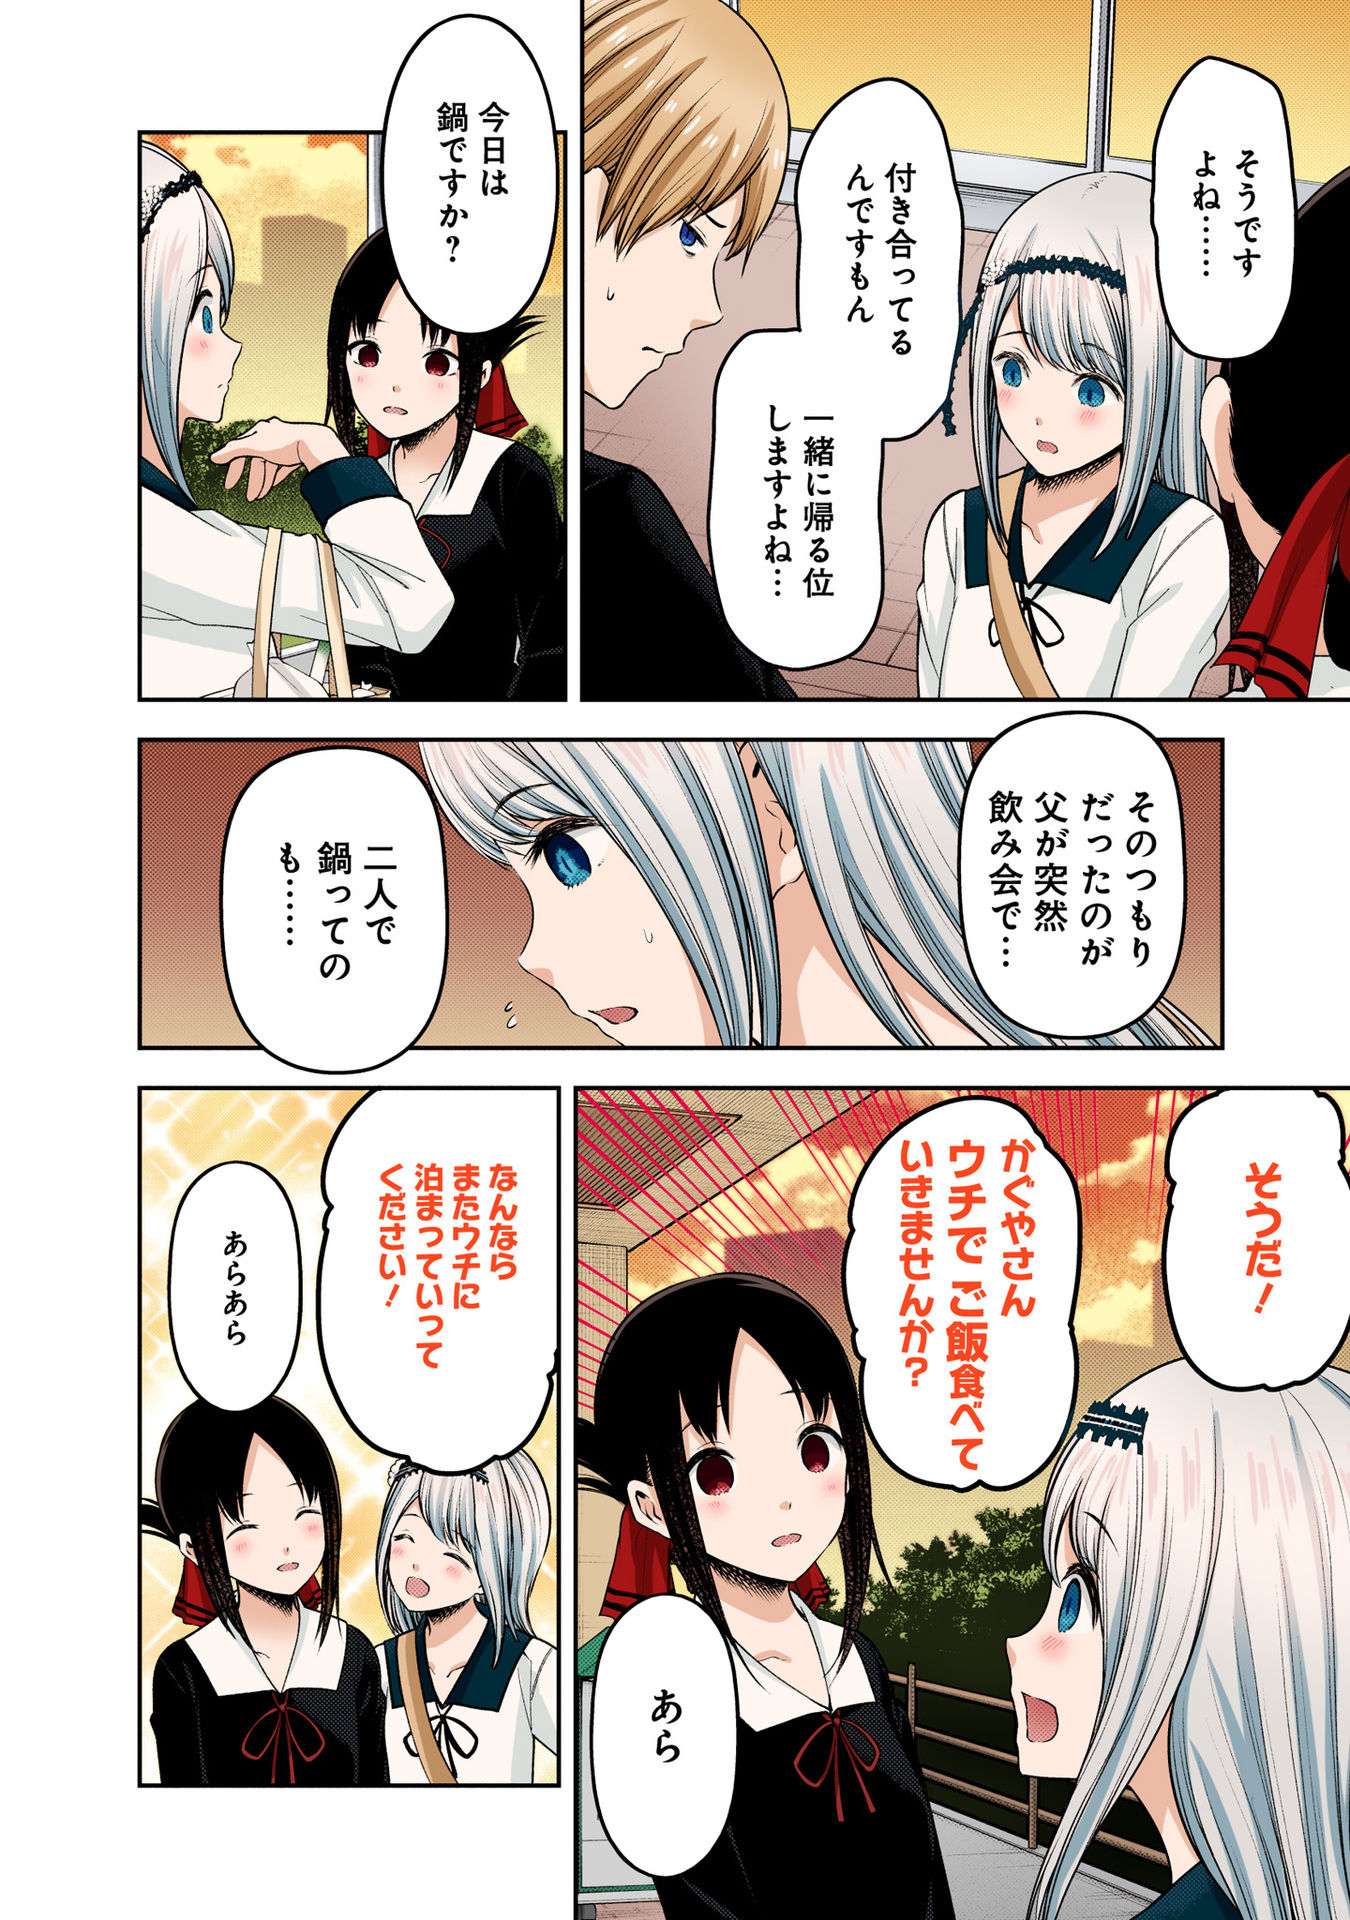 そうです
よね……
付き合ってる
んですもん
一緒に帰る位
しますよね…
今日は
鍋ですか？
そのつもり
だったのが
父が突然
飲み会で…
二人で
鍋っての
も……
そうだ！
かぐやさん
ウチでご飯食べて
いきませんか？
あら
なんなら
またウチに
泊まっていって
ください！
あらあら